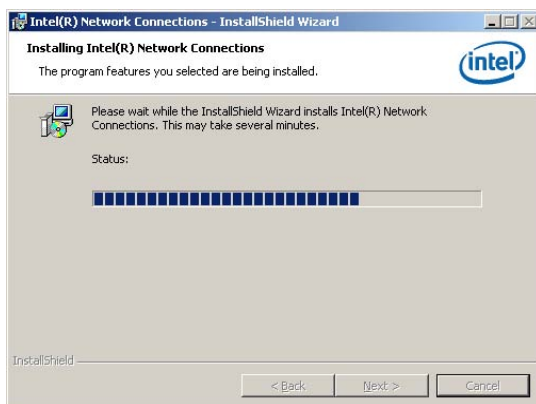 Intel(R) Network Connections - InstallShield Wizard
Installing Intel(R) Network Connections
The program features you selected are being installed.
intel
Please wait while the InstallShield Wizard installs Intel(R) Network
Connections. This may take several minutes.
Status:
InstallShield
< Back Next > Cancel